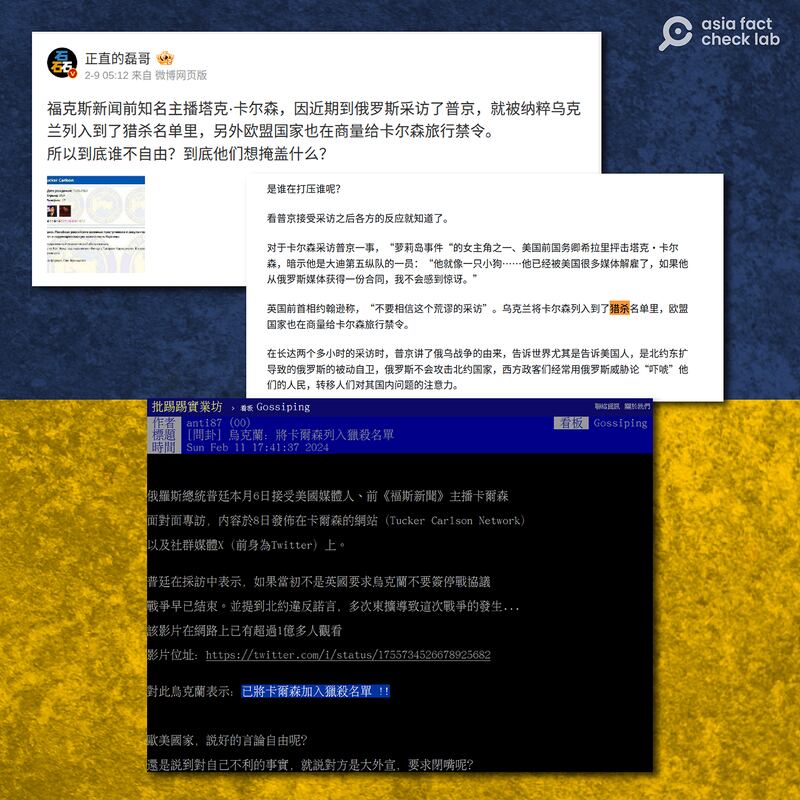 asia fact
check lab
正直的磊哥
2-9 05:12 来自 微博网页版
福克斯新闻前知名主播塔克·卡尔森，因近期到俄罗斯采访了普京，就被纳粹乌克
兰列入到了猎杀名单里，另外欧盟国家也在商量给卡尔森旅行禁令。
所以到底谁不自由？到底他们想掩盖什么？
ucker Carlson
是谁在打压谁呢？
看普京接受采访之后各方的反应就知道了。
对于卡尔森采访普京一事，“萝莉岛事件“的女主角之一、美国前国务卿希拉里抨击塔克・卡尔
森，暗示他是大迪第五纵队的一员：“他就像一只小狗……他已经被美国很多媒体解雇了，如果他
从俄罗斯媒体获得一份合同，我不会感到惊讶。”
英国前首相约翰逊称，“不要相信这个荒谬的采访”。乌克兰将卡尔森列入到了猎杀名单里，欧盟
国家也在商量给卡尔森旅行禁令。
在长达两个多小时的采访时，普京讲了俄乌战争的由来，告诉世界尤其是告诉美国人，是北约东扩
导致的俄罗斯的被动自卫，俄罗斯不会攻击北约国家，西方政客们经常用俄罗斯威胁论“吓唬”他
们的人民，转移人们对其国内问题的注意力。
批踢踢實業坊 › 看板 Gossiping 聯絡資訊 關於我們
作者 anti87 (00) 看板 Gossiping
標題 [問卦] 烏克蘭：將卡爾森列入獵殺名單
時間 Sun Feb 11 17:41:37 2024
俄羅斯總統普廷本月6日接受美國媒體人、前《福斯新聞》主播卡爾森
面對面專訪，內容於8日發佈在卡爾森的網站（Tucker Carlson Network）
以及社群媒體X（前身為Twitter）上。
普廷在採訪中表示，如果當初不是英國要求烏克蘭不要簽停戰協議
戰爭早已結束。並提到北約違反諾言，多次東擴導致這次戰爭的發生...
該影片在網路上已有超過1億多人觀看
影片位址：https://twitter.com/i/status/1755734526678925682
對此烏克蘭表示：已將卡爾森加入獵殺名單 !!
歐美國家，說好的言論自由呢？
還是說到對自己不利的事實，就說對方是大外宣，要求閉嘴呢？